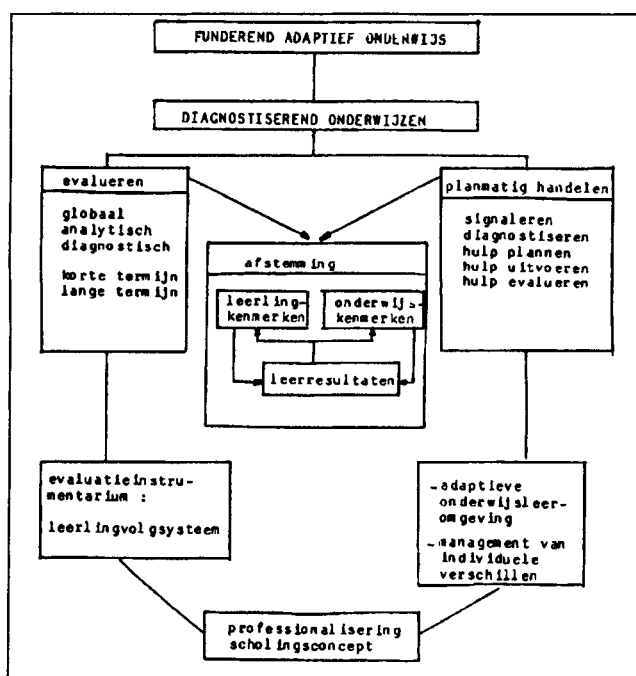 FUNDEREND ADAPTIEF ONDERWIJS
DIAGNOSTISEREND ONDERWIJZEN
evalueren
globaal
analytisch
diagnostisch
korte termijn
lange termijn
planmatig handelen
signaleren
diagnostiseren
hulp plannen
hulp uitvoeren
hulp evalueren
afstemming
leerling-
kenmerken
onderwijs-
kenmerken
leerresultaten
evaluatieinstru-
mentarium :
leerlingvolgsysteem
-adaptieve
onderwijsleer-
omgeving
-management van
individuele
verschillen
professionalisering
scholingsconcept